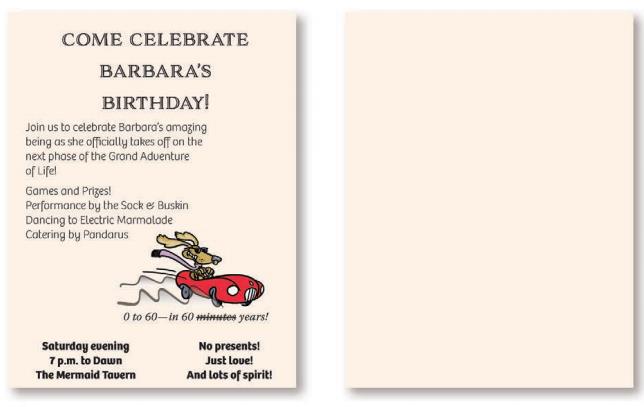 COME CELEBRATE
BARBARA'S
BIRTHDAY!
Join us to celebrate Barbara's amazing
being as she officially takes off on the
next phase of the Grand Adventure
of Life!
Games and Prizes!
Performance by the Sock & Buskin
Dancing to Electric Marmalade
Catering by Pandarus
0 to 60—in 60 minutes years!
Saturday evening
7 p.m. to Dawn
The Mermaid Tavern
No presents!
Just love!
And lots of spirit!